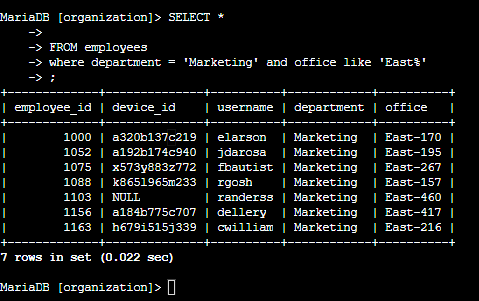 MariaDB [organization]> SELECT *
    ->
    -> FROM employees
    -> where department = 'Marketing' and office like 'East%'
    -> ;
+-------------+--------------+----------+------------+----------+
| employee_id | device_id    | username | department | office   |
+-------------+--------------+----------+------------+----------+
|        1000 | a320b137c219 | elarson  | Marketing  | East-170 |
|        1052 | a192b174c940 | jdarosa  | Marketing  | East-195 |
|        1075 | x573y883z772 | fbautist | Marketing  | East-267 |
|        1088 | k865l965m233 | rgosh    | Marketing  | East-157 |
|        1103 | NULL         | randerss | Marketing  | East-460 |
|        1156 | a184b775c707 | dellery  | Marketing  | East-417 |
|        1163 | h679i515j339 | cwilliam | Marketing  | East-216 |
+-------------+--------------+----------+------------+----------+
7 rows in set (0.022 sec)
MariaDB [organization]>